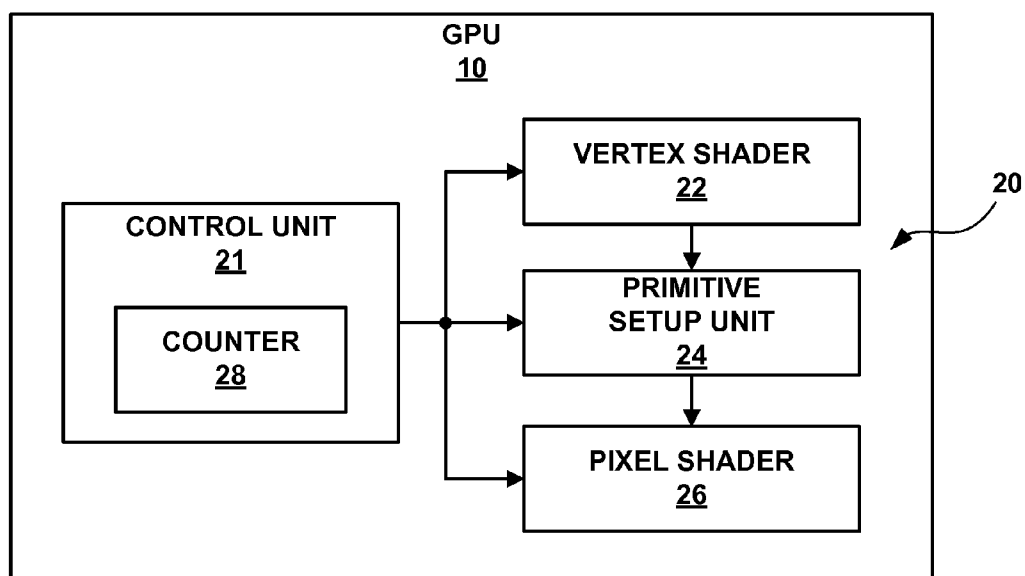 GPU
10
VERTEX SHADER
22
20
CONTROL UNIT
21
PRIMITIVE
SETUP UNIT
24
COUNTER
28
PIXEL SHADER
26